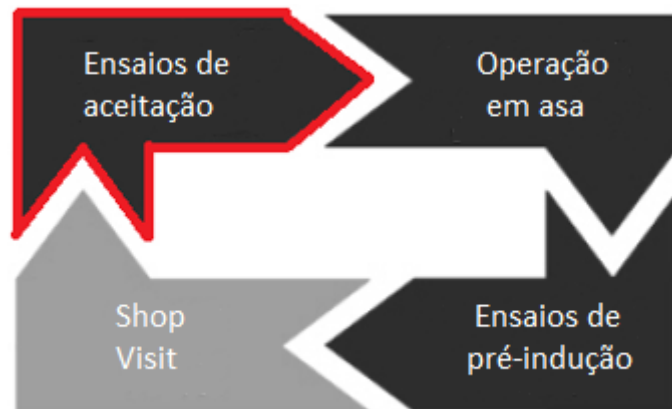 Ensaios de
aceitação
Operação
em asa
Shop
Visit
Ensaios de
pré-indução